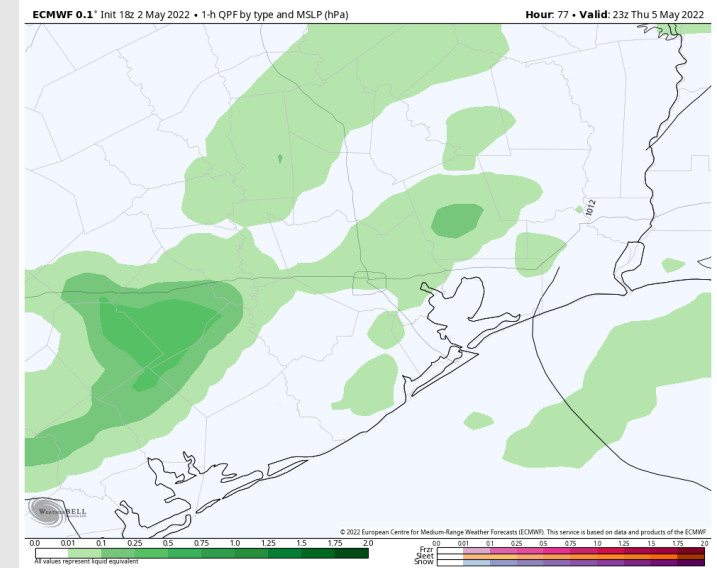 ECMWF 0.1° Init 18z 2 May 2022 • 1-h QPF by type and MSLP (hPa)
Hour: 77 • Valid: 23z Thu 5 May 2022
1012
WEATHERBELL
© 2022 European Centre for Medium-Range Weather Forecasts (ECMWF). This service is based on data and products of the ECMWF.
0.0 0.01 0.1 0.25 0.5 0.75 1.0 1.25 1.5 1.75 2.0
All values represent liquid equivalent
0.0 0.01 0.1 0.25 0.5 0.75 1.0 1.25 1.5 1.75 2.0
Frzr
Sleet
Snow